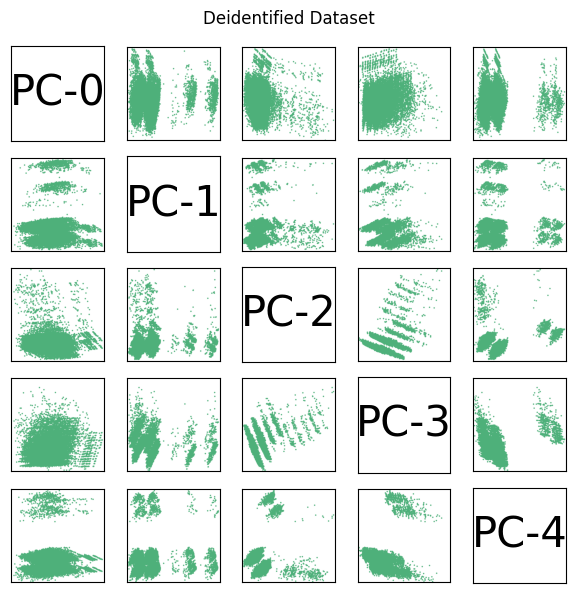 Deidentified Dataset
PC-0
PC-1
PC-2
PC-3
PC-4